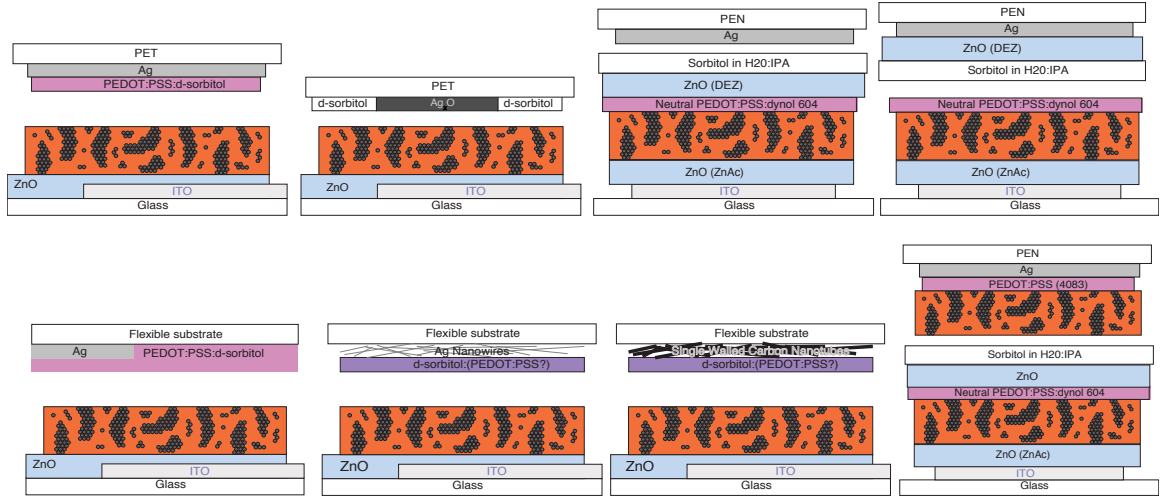 PET
Ag
PEDOT:PSS:d-sorbitol
ZnO
ITO
Glass
PET
d-sorbitol
Ag O
d-sorbitol
ZnO
ITO
Glass
PEN
Ag
Sorbitol in H20:IPA
ZnO (DEZ)
Neutral PEDOT:PSS:dynol 604
ZnO (ZnAc)
ITO
Glass
PEN
Ag
ZnO (DEZ)
Sorbitol in H20:IPA
Neutral PEDOT:PSS:dynol 604
ZnO (ZnAc)
ITO
Glass
Flexible substrate
Ag
PEDOT:PSS:d-sorbitol
ZnO
ITO
Glass
Flexible substrate
Ag Nanowires
d-sorbitol:(PEDOT:PSS?)
ZnO
ITO
Glass
Flexible substrate
Single-Walled Carbon Nanotubes
d-sorbitol:(PEDOT:PSS?)
ZnO
ITO
Glass
PEN
Ag
PEDOT:PSS (4083)
Sorbitol in H20:IPA
ZnO
Neutral PEDOT:PSS:dynol 604
ZnO (ZnAc)
ITO
Glass